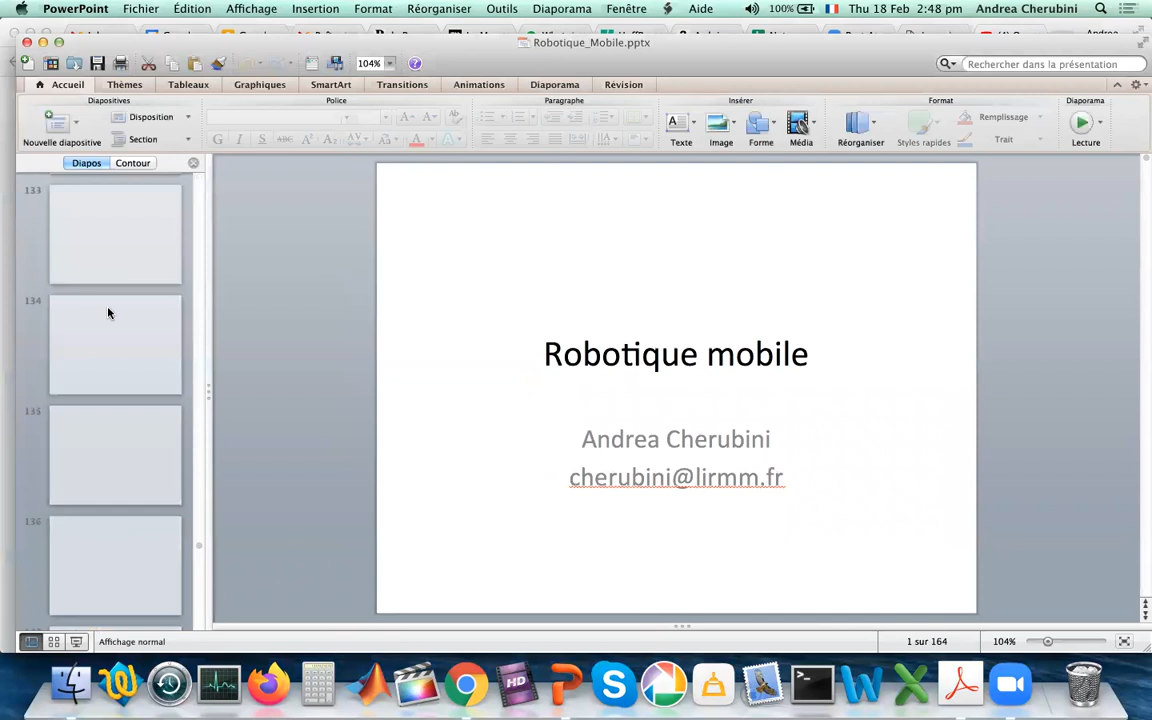 PowerPoint Fichier Édition Affichage Insertion Format Réorganiser Outils Diaporama Fenêtre Aide 100% Thu 18 Feb 2:48 pm Andrea Cherubini
Robotique_Mobile.pptx
104% Rechercher dans la présentation
Accueil Thèmes Tableaux Graphiques SmartArt Transitions Animations Diaporama Révision
Diapositives Police Paragraphe Insérer Format Diaporama
Disposition Remplissage
Nouvelle diapositive Section Texte Image Forme Média Réorganiser Styles rapides Trait Lecture
Diapos Contour
133
134
135
136
Robotique mobile
Andrea Cherubini
cherubini@lirmm.fr
Affichage normal 1 sur 164 104%